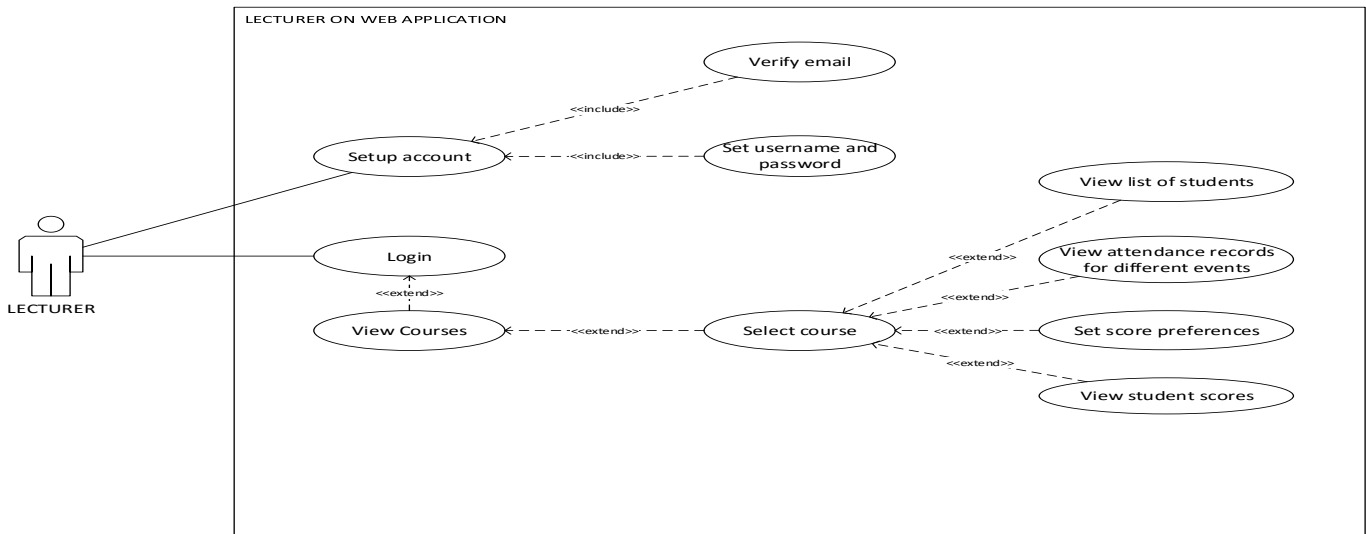 LECTURER ON WEB APPLICATION
Verify email
<<include>>
Setup account
<<include>>
Set username and
password
View list of students
Login
<<extend>>
View attendance records
for different events
<<extend>>
<<extend>>
LECTURER
View Courses
<<extend>>
Select course
<<extend>>
Set score preferences
<<extend>>
View student scores